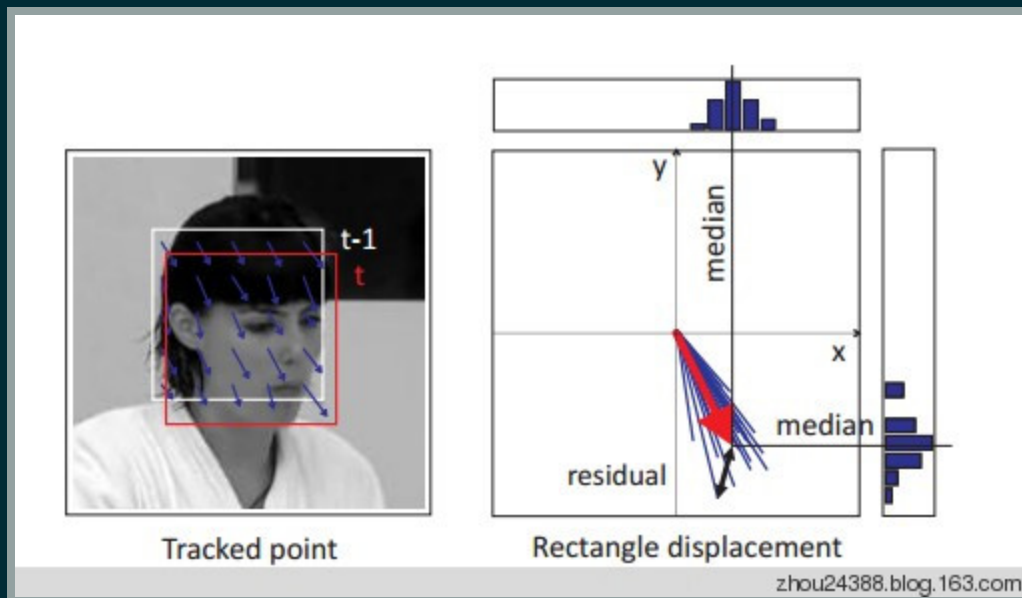 t-1
t
Tracked point
y
median
x
median
residual
Rectangle displacement
zhou24388.blog.163.com